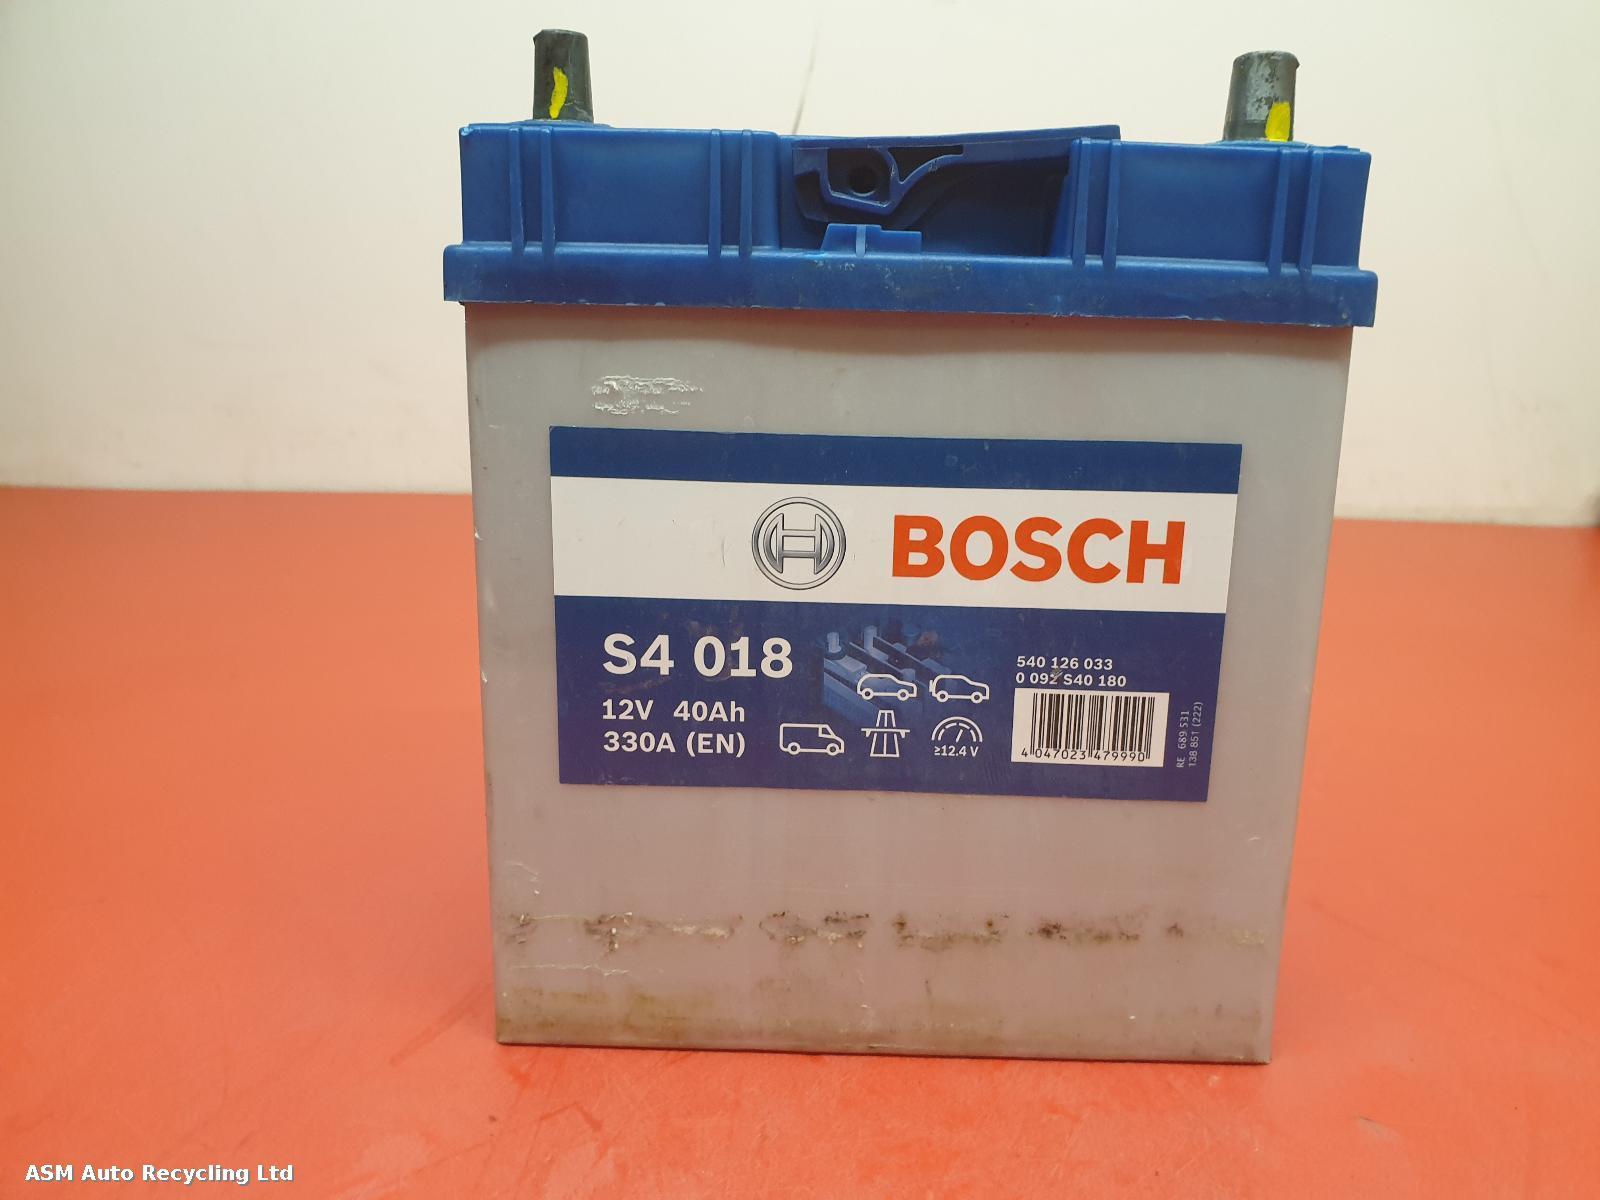 BOSCH
S4 018
12V 40Ah
330A (EN)
≥12.4 V
540 126 033
0 092 S40 180
4 047023 479990
RE 689 531
138 851 (222)
ASM Auto Recycling Ltd